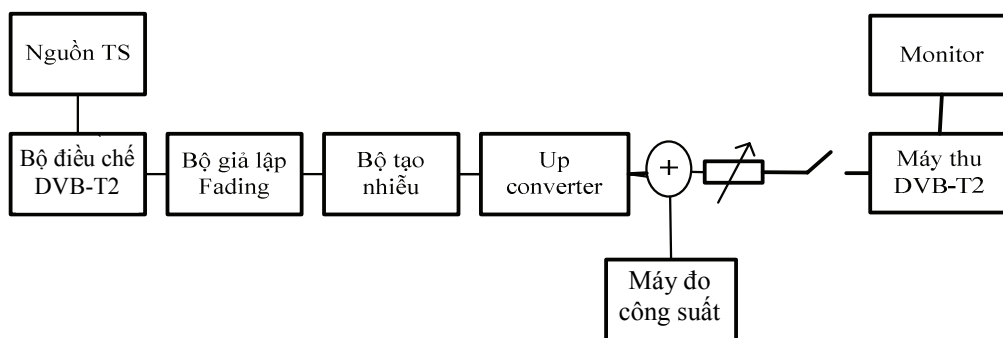 Nguồn TS
Monitor
Bộ điều chế
DVB-T2
Bộ giả lập
Fading
Bộ tạo
nhiễu
Up
converter
+
Máy thu
DVB-T2
Máy đo
công suất